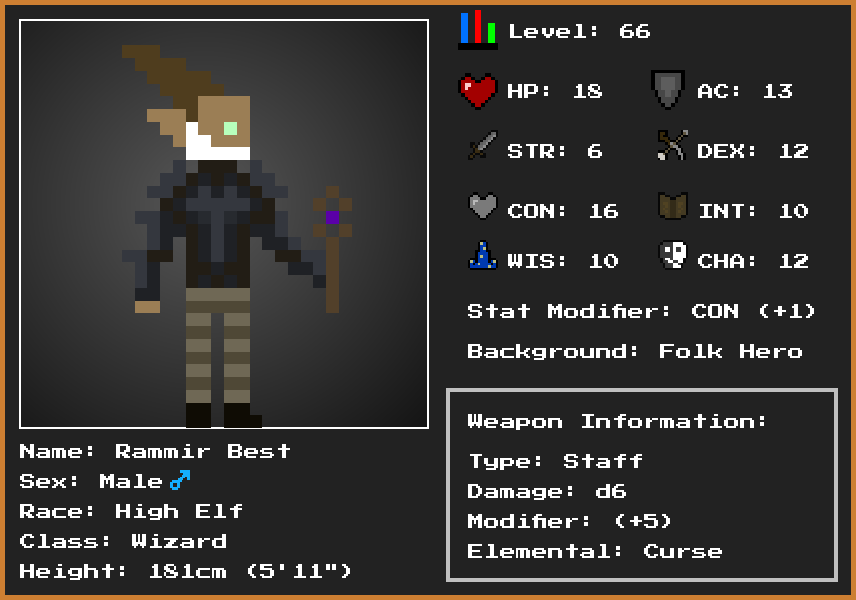 Level: 66
HP: 18
AC: 13
STR: 6
DEX: 12
CON: 16
INT: 10
WIS: 10
CHA: 12
Stat Modifier: CON (+1)
Background: Folk Hero
Weapon Information:
Type: Staff
Damage: d6
Modifier: (+5)
Elemental: Curse
Name: Rammir Best
Sex: Male ♂
Race: High Elf
Class: Wizard
Height: 181cm (5'11")